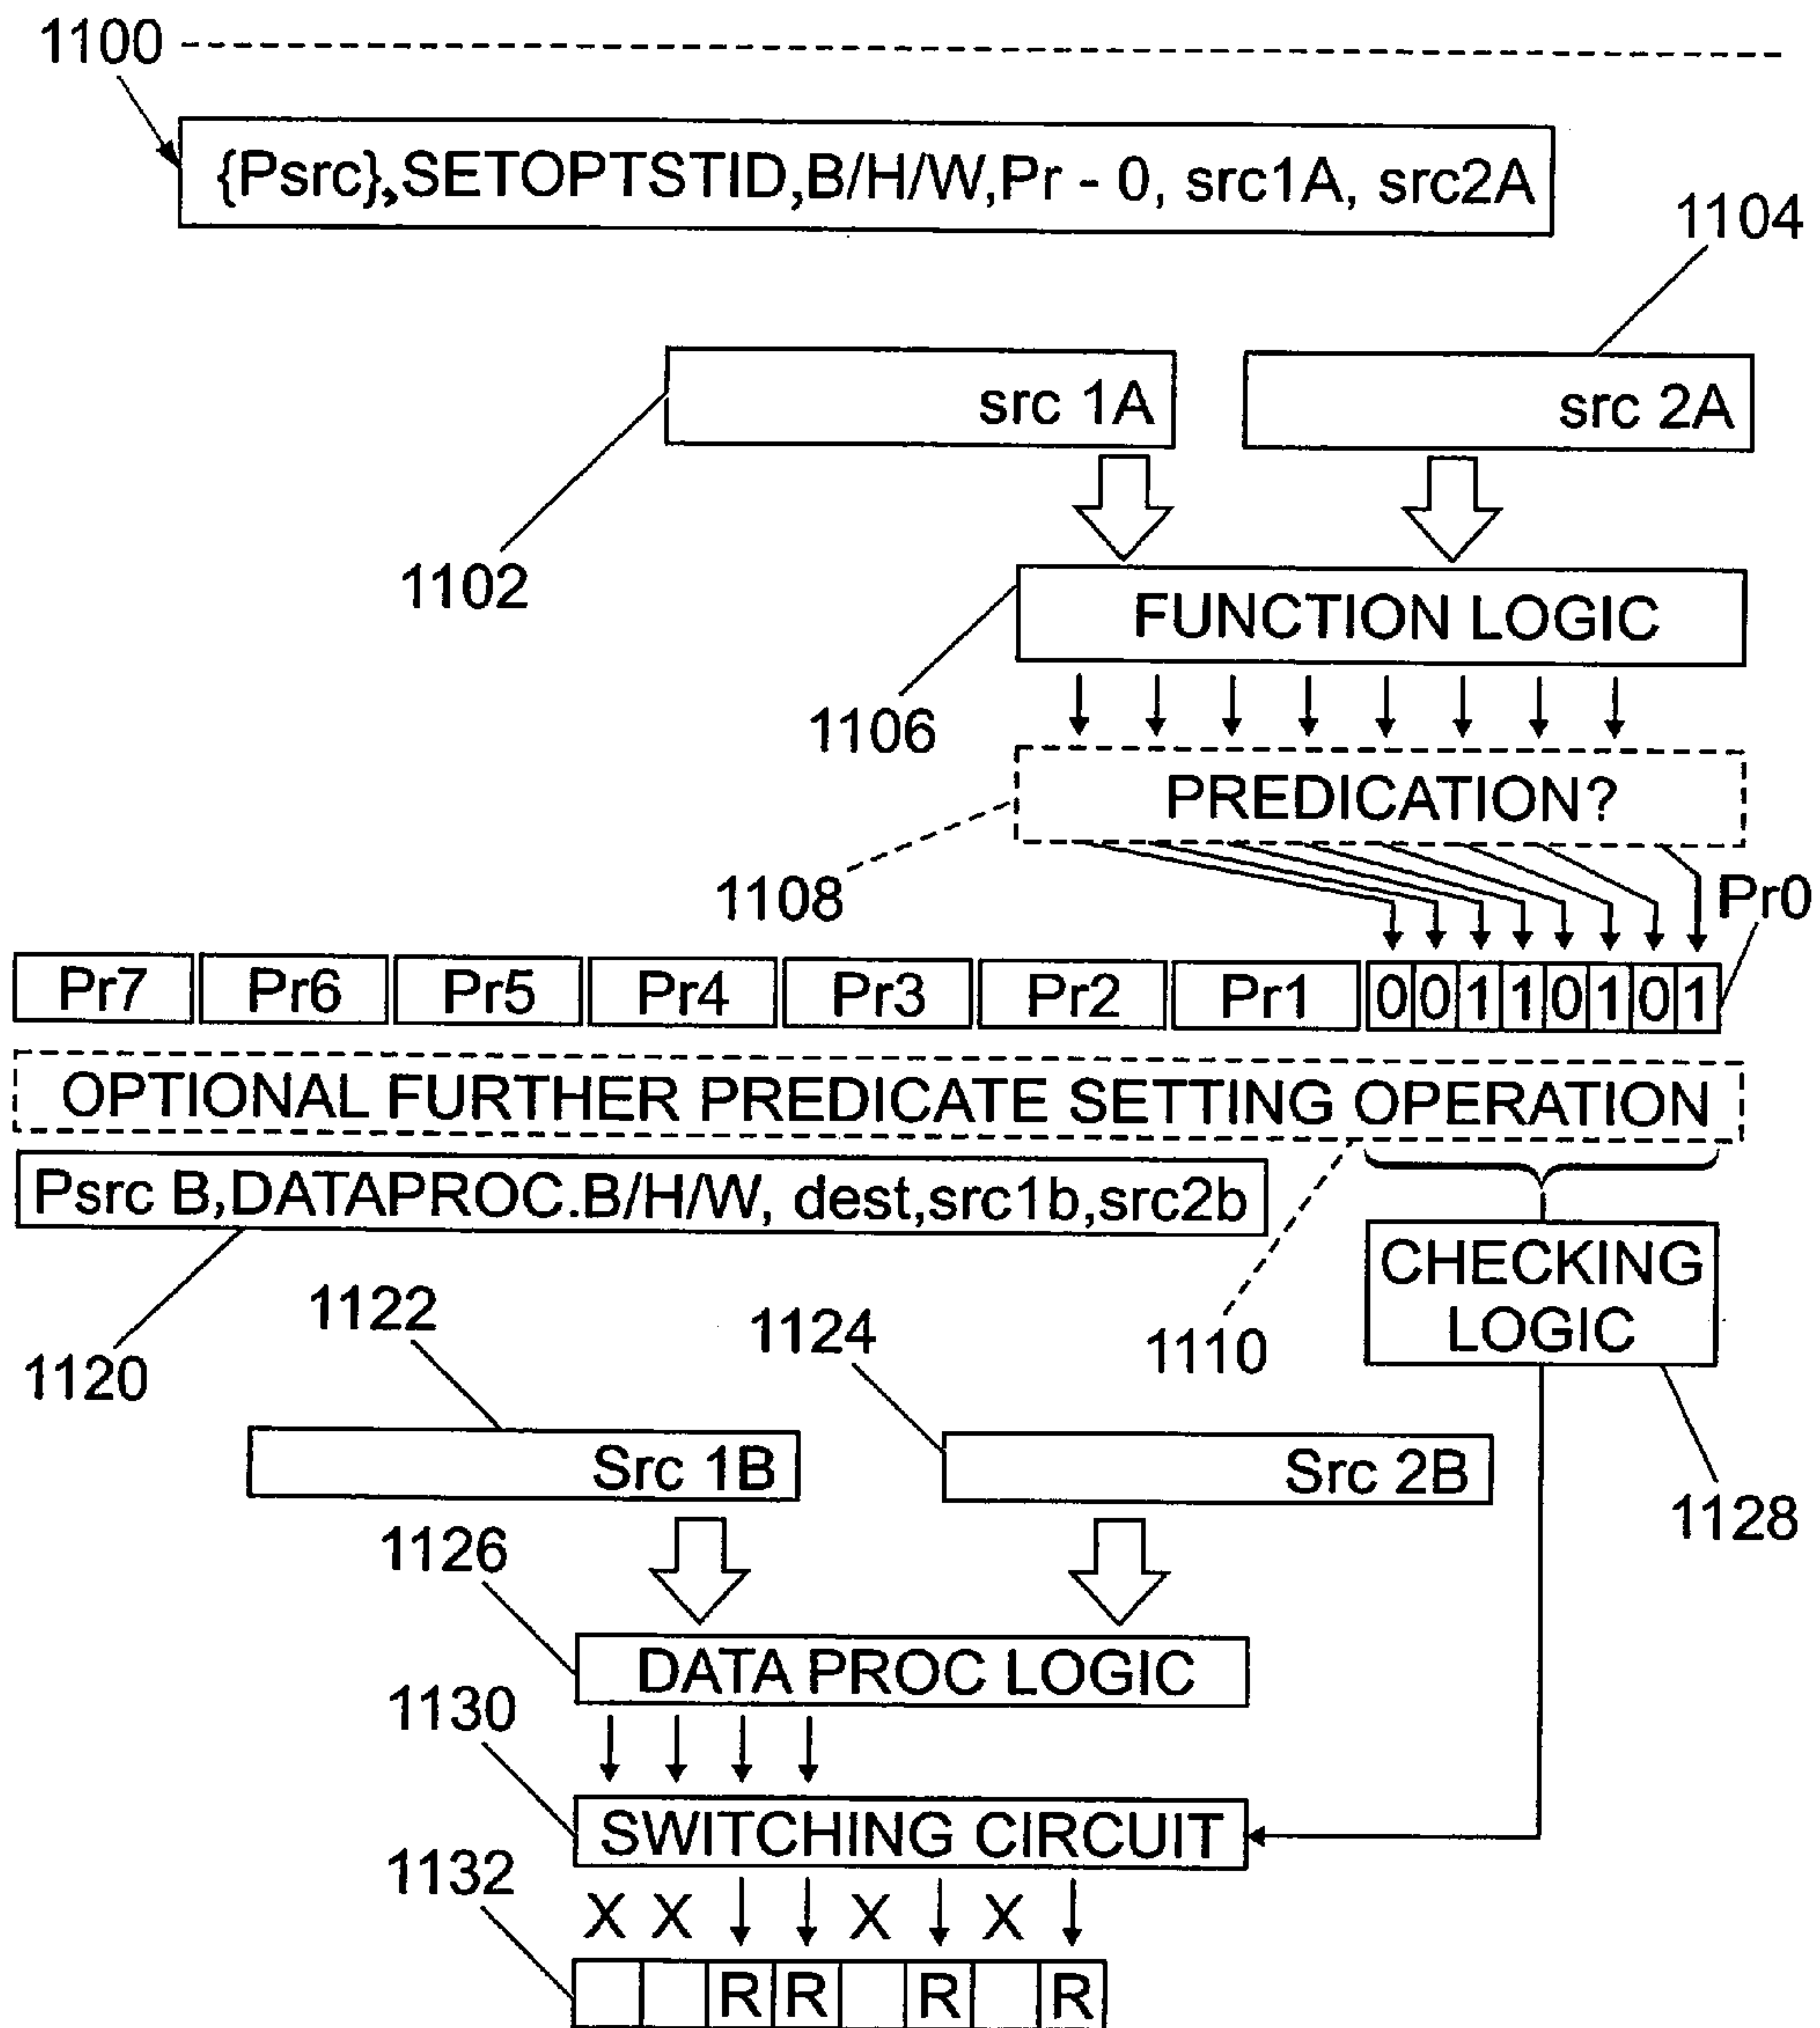 1100
{Psrc},SETOPTSTID,B/H/W,Pr - 0, src1A, src2A
1104
src 1A
src 2A
1102
FUNCTION LOGIC
1106
PREDICATION?
1108
Pr0
Pr7 Pr6 Pr5 Pr4 Pr3 Pr2 Pr1 0 0 1 1 0 1 0 1
OPTIONAL FURTHER PREDICATE SETTING OPERATION
Psrc B,DATAPROC.B/H/W, dest,src1b,src2b
CHECKING
LOGIC
1122
1124
1110
1120
Src 1B
Src 2B
1128
1126
DATA PROC LOGIC
1130
SWITCHING CIRCUIT
1132
X X X X
R R R R